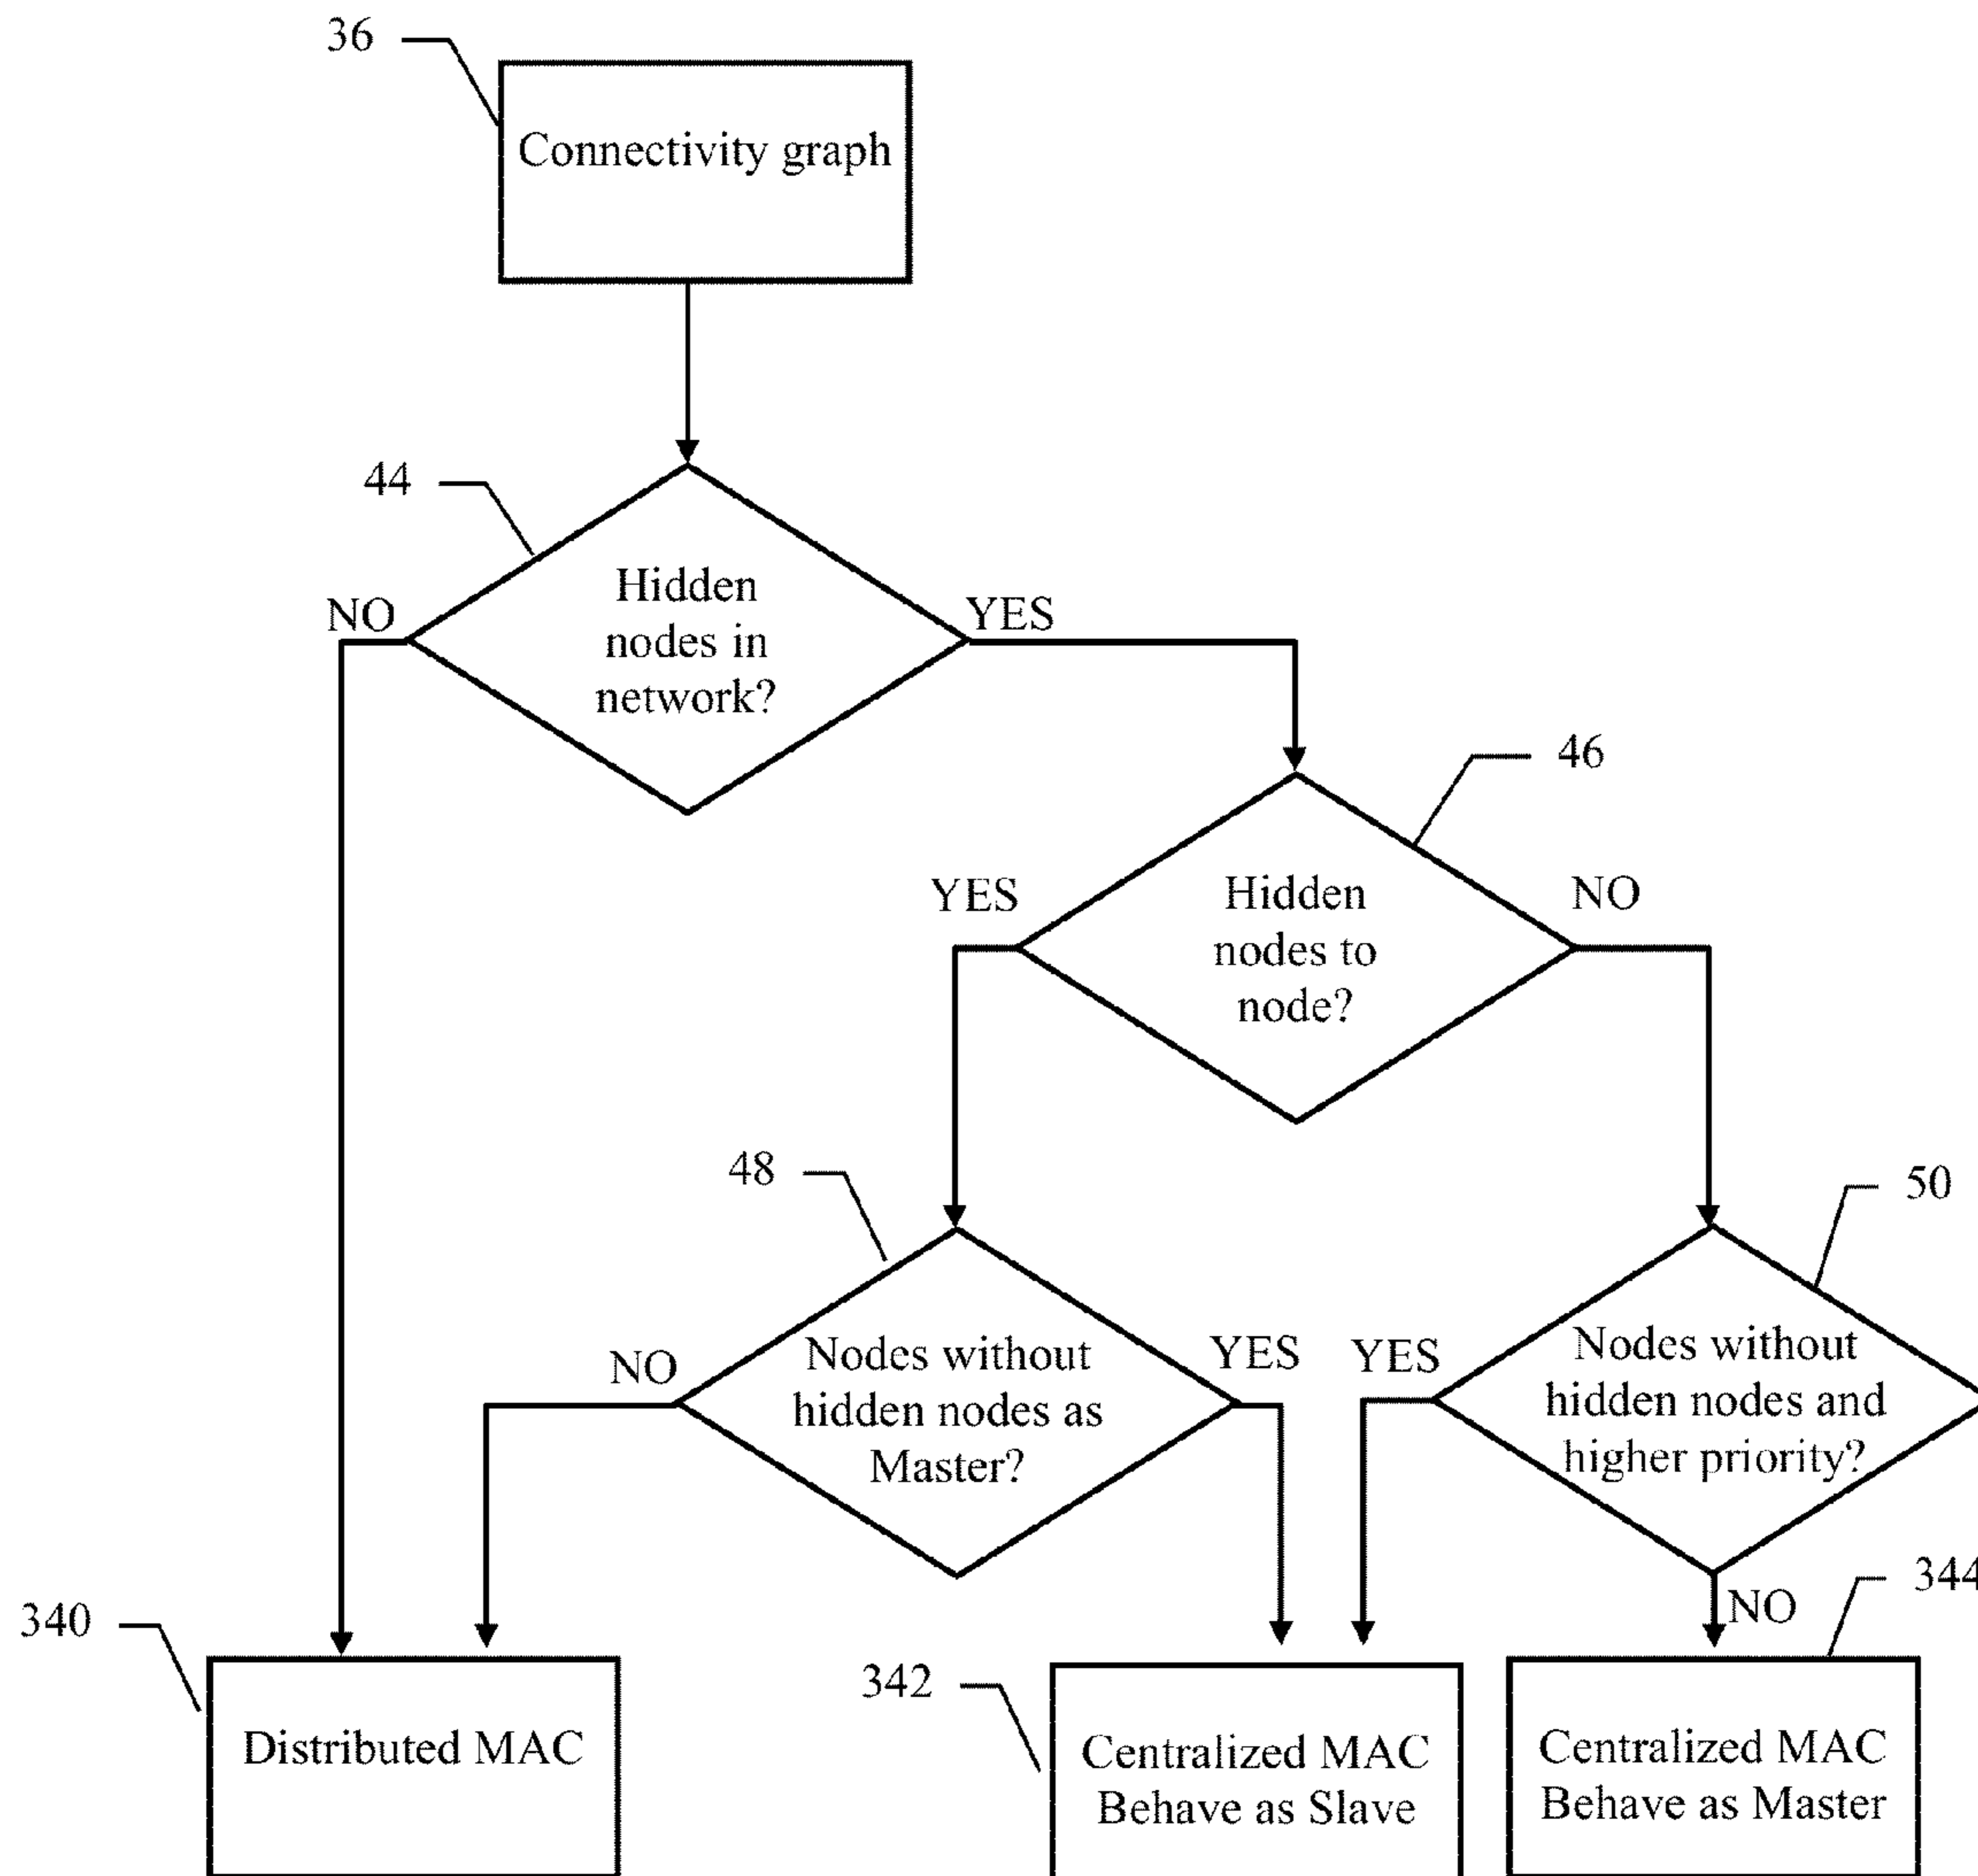 36
Connectivity graph
44
Hidden
nodes in
network?
NO
YES
46
Hidden
nodes to
node?
YES
NO
48
Nodes without
hidden nodes as
Master?
NO
YES
50
Nodes without
hidden nodes and
higher priority?
YES
NO
340
Distributed MAC
342
Centralized MAC
Behave as Slave
344
Centralized MAC
Behave as Master